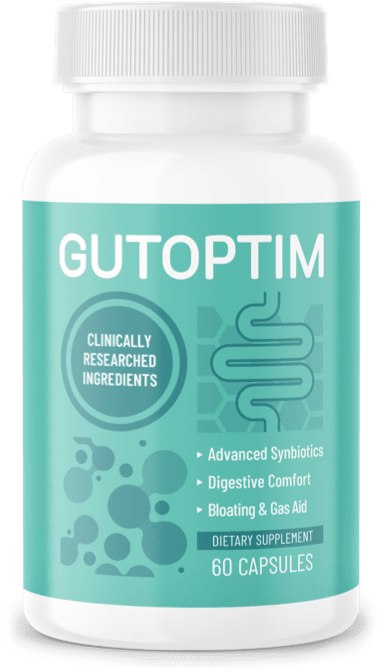 GUTOPTIM
CLINICALLY
RESEARCHED
INGREDIENTS
▸ Advanced Synbiotics
▸ Digestive Comfort
▸ Bloating & Gas Aid
DIETARY SUPPLEMENT
60 CAPSULES